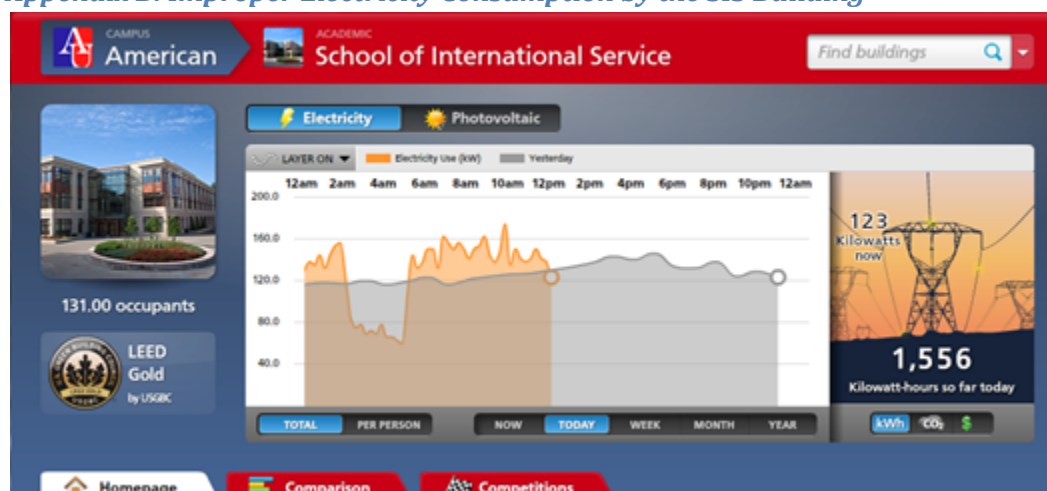 Appendix B: Improper Electricity Consumption by the SIS Building
CAMPUS
American
ACADEMIC
School of International Service
Find buildings
Electricity
Photovoltaic
LAYER ON
Electricity Use (kW)
Yesterday
12am 2am 4am 6am 8am 10am 12pm 2pm 4pm 6pm 8pm 10pm 12am
200.0
160.0
120.0
80.0
40.0
123
Kilowatts
now
1,556
Kilowatt-hours so far today
131.00 occupants
LEED
Gold
by USGBC
TOTAL
PER PERSON
NOW
TODAY
WEEK
MONTH
YEAR
kWh
CO₂
$
Homepage
Comparison
Competitions